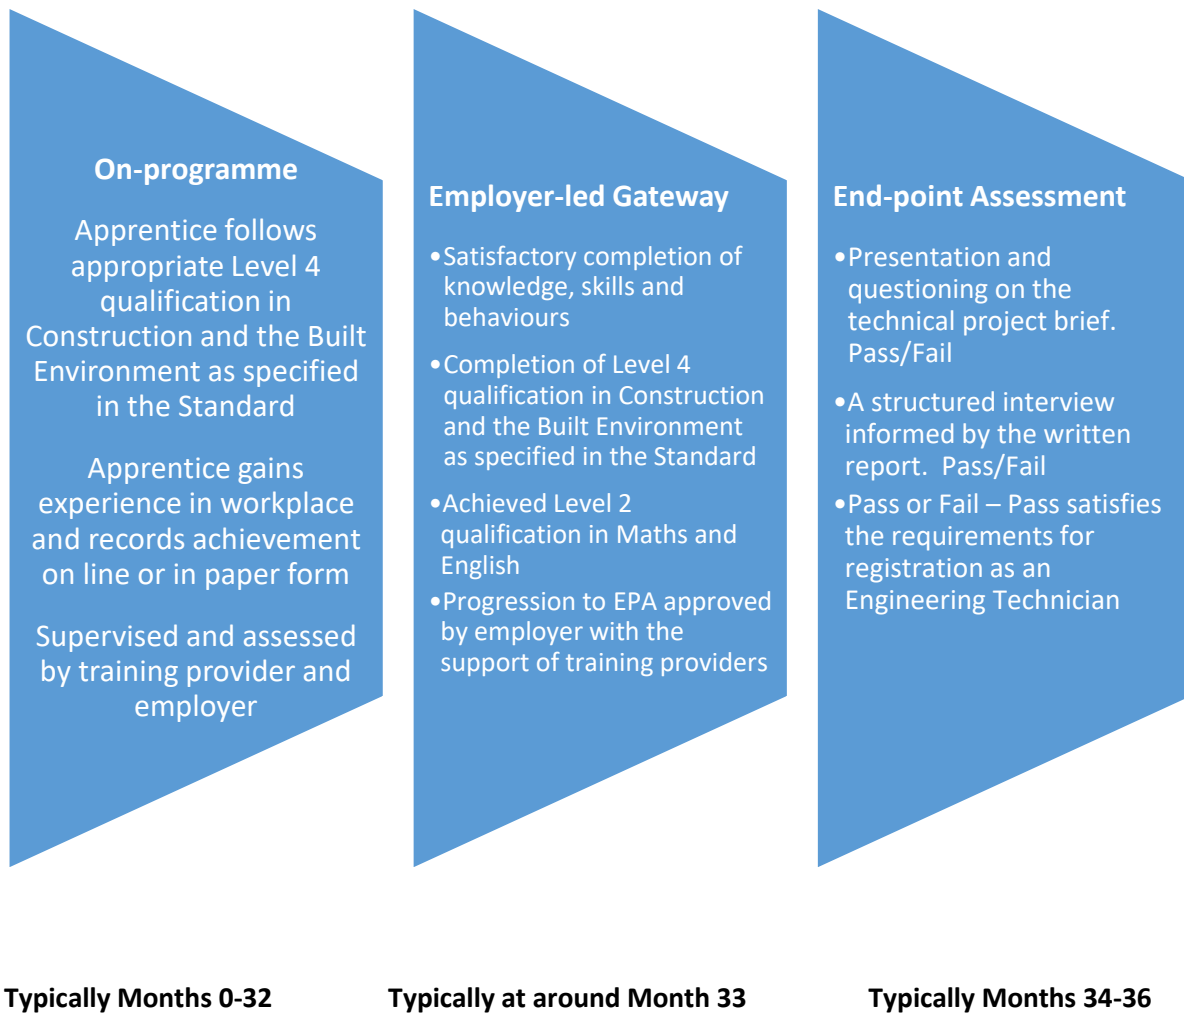 On-programme
Apprentice follows
appropriate Level 4
qualification in
Construction and the Built
Environment as specified
in the Standard
Apprentice gains
experience in workplace
and records achievement
on line or in paper form
Supervised and assessed
by training provider and
employer
Employer-led Gateway
•Satisfactory completion of
knowledge, skills and
behaviours
•Completion of Level 4
qualification in Construction
and the Built Environment
as specified in the Standard
•Achieved Level 2
qualification in Maths and
English
•Progression to EPA approved
by employer with the
support of training providers
End-point Assessment
•Presentation and
questioning on the
technical project brief.
Pass/Fail
•A structured interview
informed by the written
report.  Pass/Fail
•Pass or Fail – Pass satisfies
the requirements for
registration as an
Engineering Technician
Typically Months 0-32
Typically at around Month 33
Typically Months 34-36